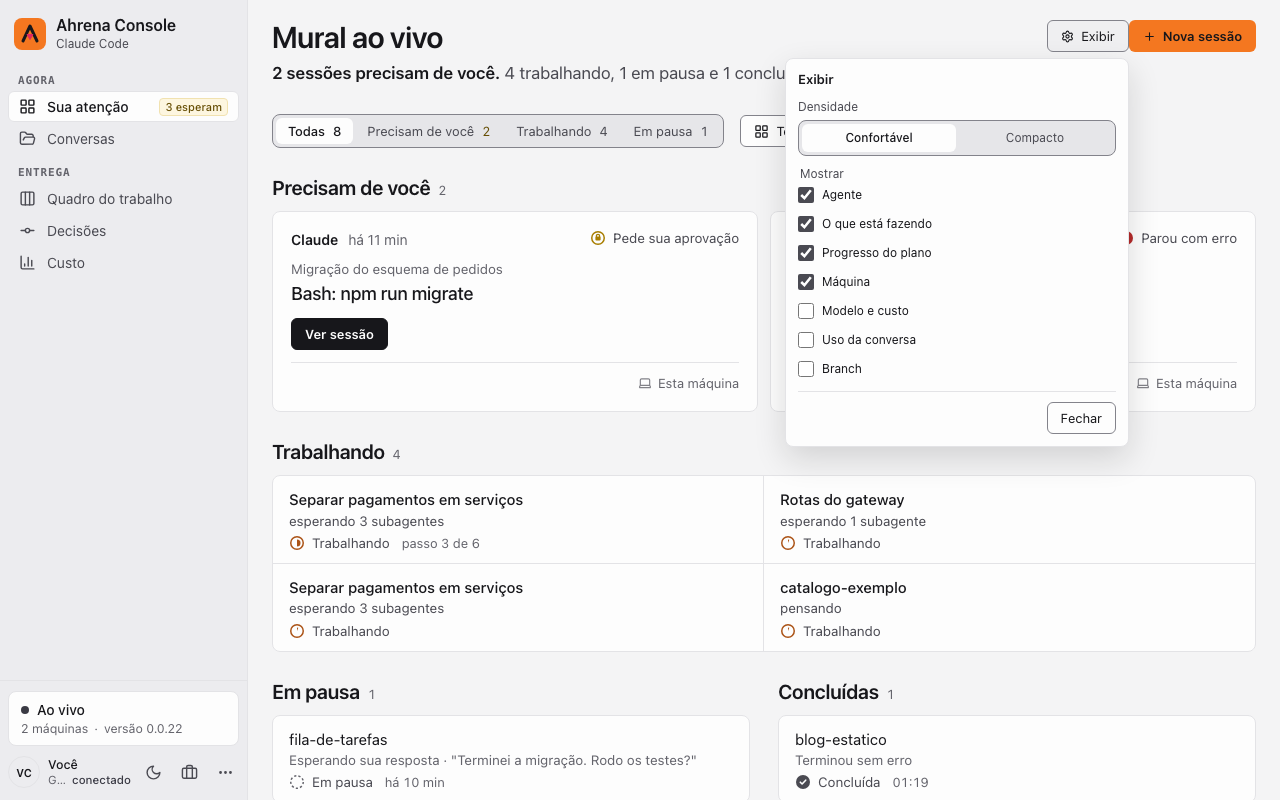 Ahrena Console
Claude Code
AGORA
Sua atenção 3 esperam
Conversas
ENTREGA
Quadro do trabalho
Decisões
Custo
Ao vivo
2 máquinas · versão 0.0.22
VC
Você
G... conectado
Mural ao vivo
Exibir
Nova sessão
2 sessões precisam de você. 4 trabalhando, 1 em pausa e 1
Todas 8
Precisam de você 2
Trabalhando 4
Em pausa 1
Exibir
Densidade
Confortável
Compacto
Mostrar
Agente
O que está fazendo
Progresso do plano
Máquina
Modelo e custo
Uso da conversa
Branch
Fechar
Precisam de você 2
Claude há 11 min
Pede sua aprovação
Migração do esquema de pedidos
Bash: npm run migrate
Ver sessão
Esta máquina
Parou com erro
Esta máquina
Trabalhando 4
Separar pagamentos em serviços
esperando 3 subagentes
Trabalhando passo 3 de 6
Rotas do gateway
esperando 1 subagente
Trabalhando
Separar pagamentos em serviços
esperando 3 subagentes
Trabalhando
catalogo-exemplo
pensando
Trabalhando
Em pausa 1
fila-de-tarefas
Esperando sua resposta · "Terminei a migração. Rodo os testes?"
Em pausa há 10 min
Concluídas 1
blog-estatico
Terminou sem erro
Concluída 01:19